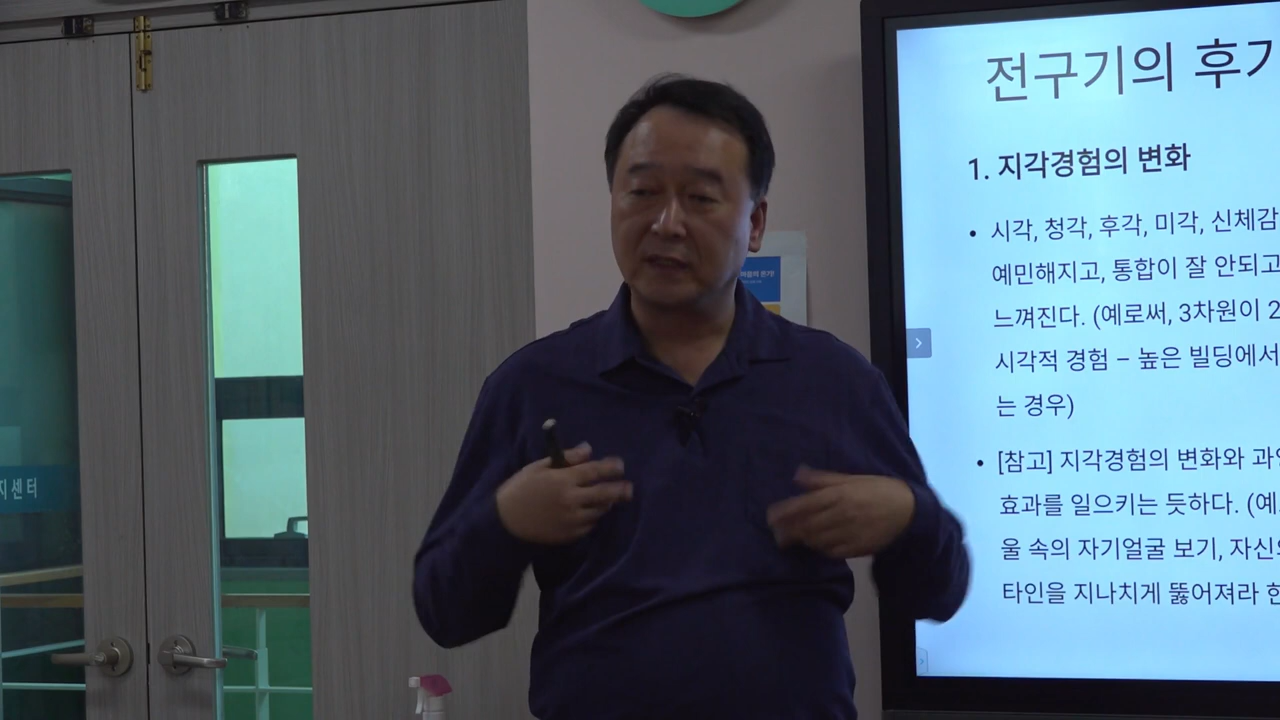 전구기의 후기
1. 지각경험의 변화
• 시각, 청각, 후각, 미각, 신체감
예민해지고, 통합이 잘 안되고
느껴진다. (예로써, 3차원이 2
시각적 경험 – 높은 빌딩에서
는 경우)
• [참고] 지각경험의 변화와 과
효과를 일으키는 듯하다. (예
울 속의 자기얼굴 보기, 자신의
타인을 지나치게 뚫어져라 한
지센터